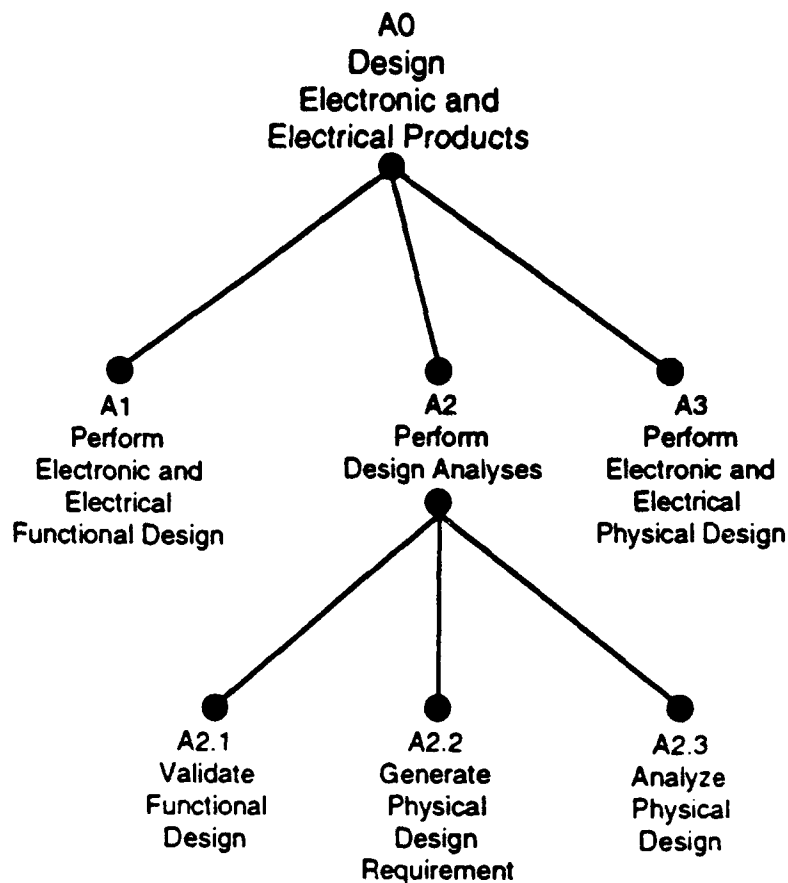 A0
Design
Electronic and
Electrical Products
A1
Perform
Electronic and
Electrical
Functional Design
A2
Perform
Design Analyses
A3
Perform
Electronic and
Electrical
Physical Design
A2.1
Validate
Functional
Design
A2.2
Generate
Physical
Design
Requirement
A2.3
Analyze
Physical
Design